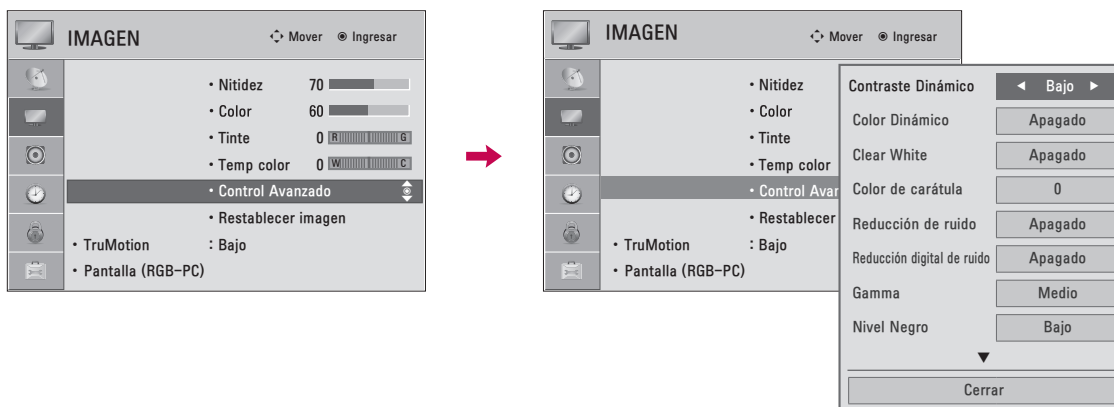 IMAGEN
Mover Ingresar
• Nitidez 70
• Color 60
• Tinte 0 R G
• Temp color 0 W C
• Control Avanzado
• Restablecer imagen
• TruMotion : Bajo
• Pantalla (RGB-PC)
IMAGEN
Mover Ingresar
• Nitidez
• Color
• Tinte
• Temp color
• Control Avan
• Restablecer
• TruMotion : Bajo
• Pantalla (RGB-PC)
Contraste Dinámico ◄ Bajo ►
Color Dinámico Apagado
Clear White Apagado
Color de carátula 0
Reducción de ruido Apagado
Reducción digital de ruido Apagado
Gamma Medio
Nivel Negro Bajo
▼
Cerrar